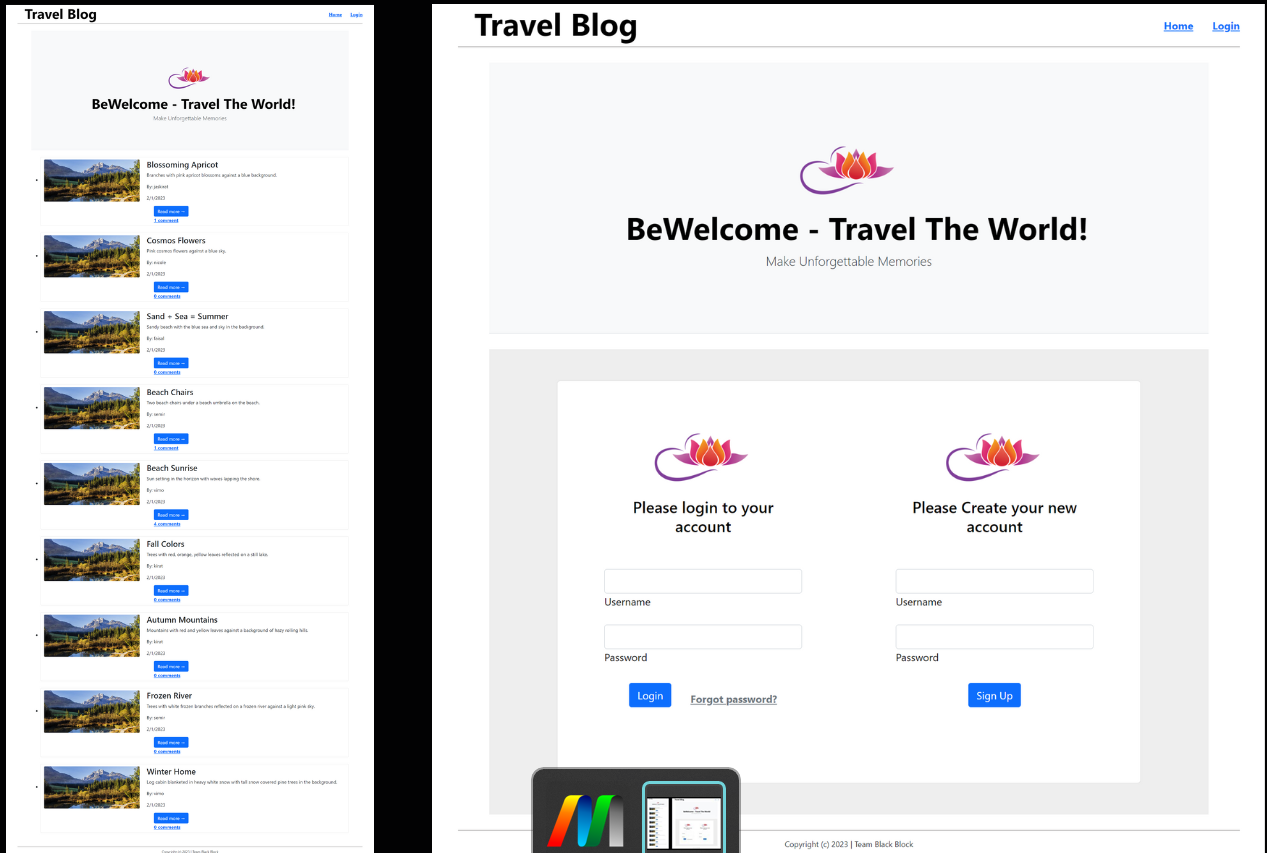 Travel Blog
Home Login
BeWelcome - Travel The World!
Make Unforgettable Memories
Blossoming Apricot
Branches with pink apricot blossoms against a blue background.
By: jaskirat
2/1/2023
Read more →
1 comment
Cosmos Flowers
Pink cosmos flowers against a blue sky.
By: nicole
2/1/2023
Read more →
0 comments
Sand + Sea = Summer
Sandy beach with the blue sea and sky in the background.
By: faisal
2/1/2023
Read more →
0 comments
Beach Chairs
Two beach chairs under a beach umbrella on the beach.
2/1/2023
Read more →
1 comment
Beach Sunrise
Sun setting in the horizon with waves lapping the shore.
By: simo
2/1/2023
Read more →
4 comments
Fall Colors
Trees with red, orange, yellow leaves reflected on a still lake.
By: kiran
2/1/2023
Read more →
0 comments
Autumn Mountains
Mountains with red and yellow leaves against a background of hazy rolling fells.
By: kiran
2/1/2023
Read more →
0 comments
Frozen River
Trees with white frozen branches reflected on a frozen river against a light pink sky.
2/1/2023
Read more →
0 comments
Winter Home
Log cabin blanketed in heavy white snow with tall snow covered pine trees in the background.
By: simo
2/1/2023
Read more →
0 comments
Copyright (c) 2023 | Team Black Block
Travel Blog
Home Login
BeWelcome - Travel The World!
Make Unforgettable Memories
Please login to your
account
Username
Password
Login Forgot password?
Please Create your new
account
Username
Password
Sign Up
Copyright (c) 2023 | Team Black Block